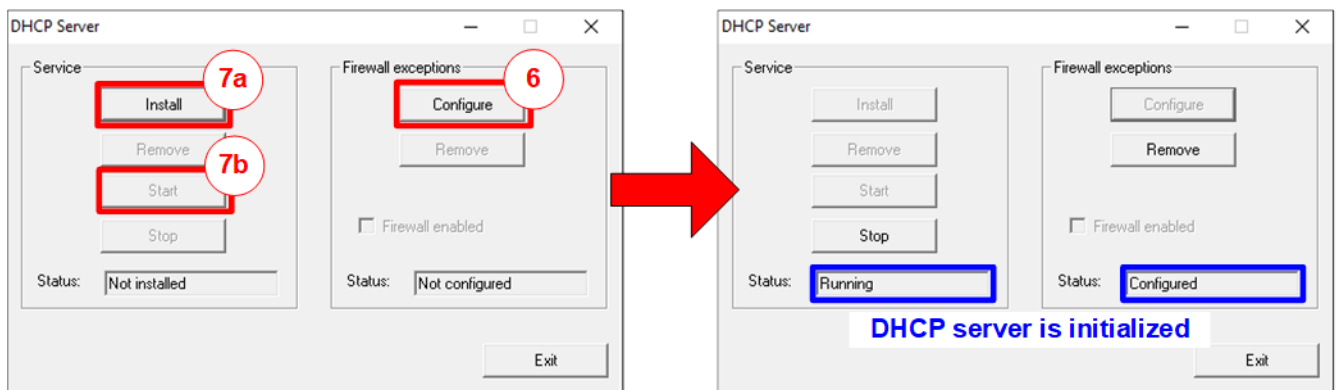 DHCP Server
Service
7a
Install
Remove
7b
Start
Stop
Status: Not installed
Firewall exceptions
6
Configure
Remove
Firewall enabled
Status: Not configured
Exit
DHCP Server
Service
Install
Remove
Start
Stop
Status: Running
Firewall exceptions
Configure
Remove
Firewall enabled
Status: Configured
DHCP server is initialized
Exit